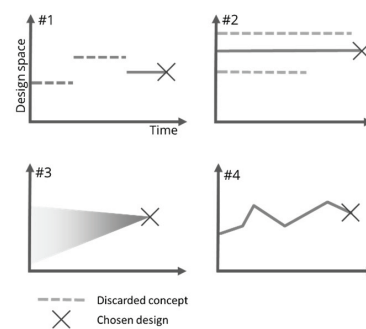 #1
#2
Design space
Time
#3
#4
Discarded concept
Chosen design